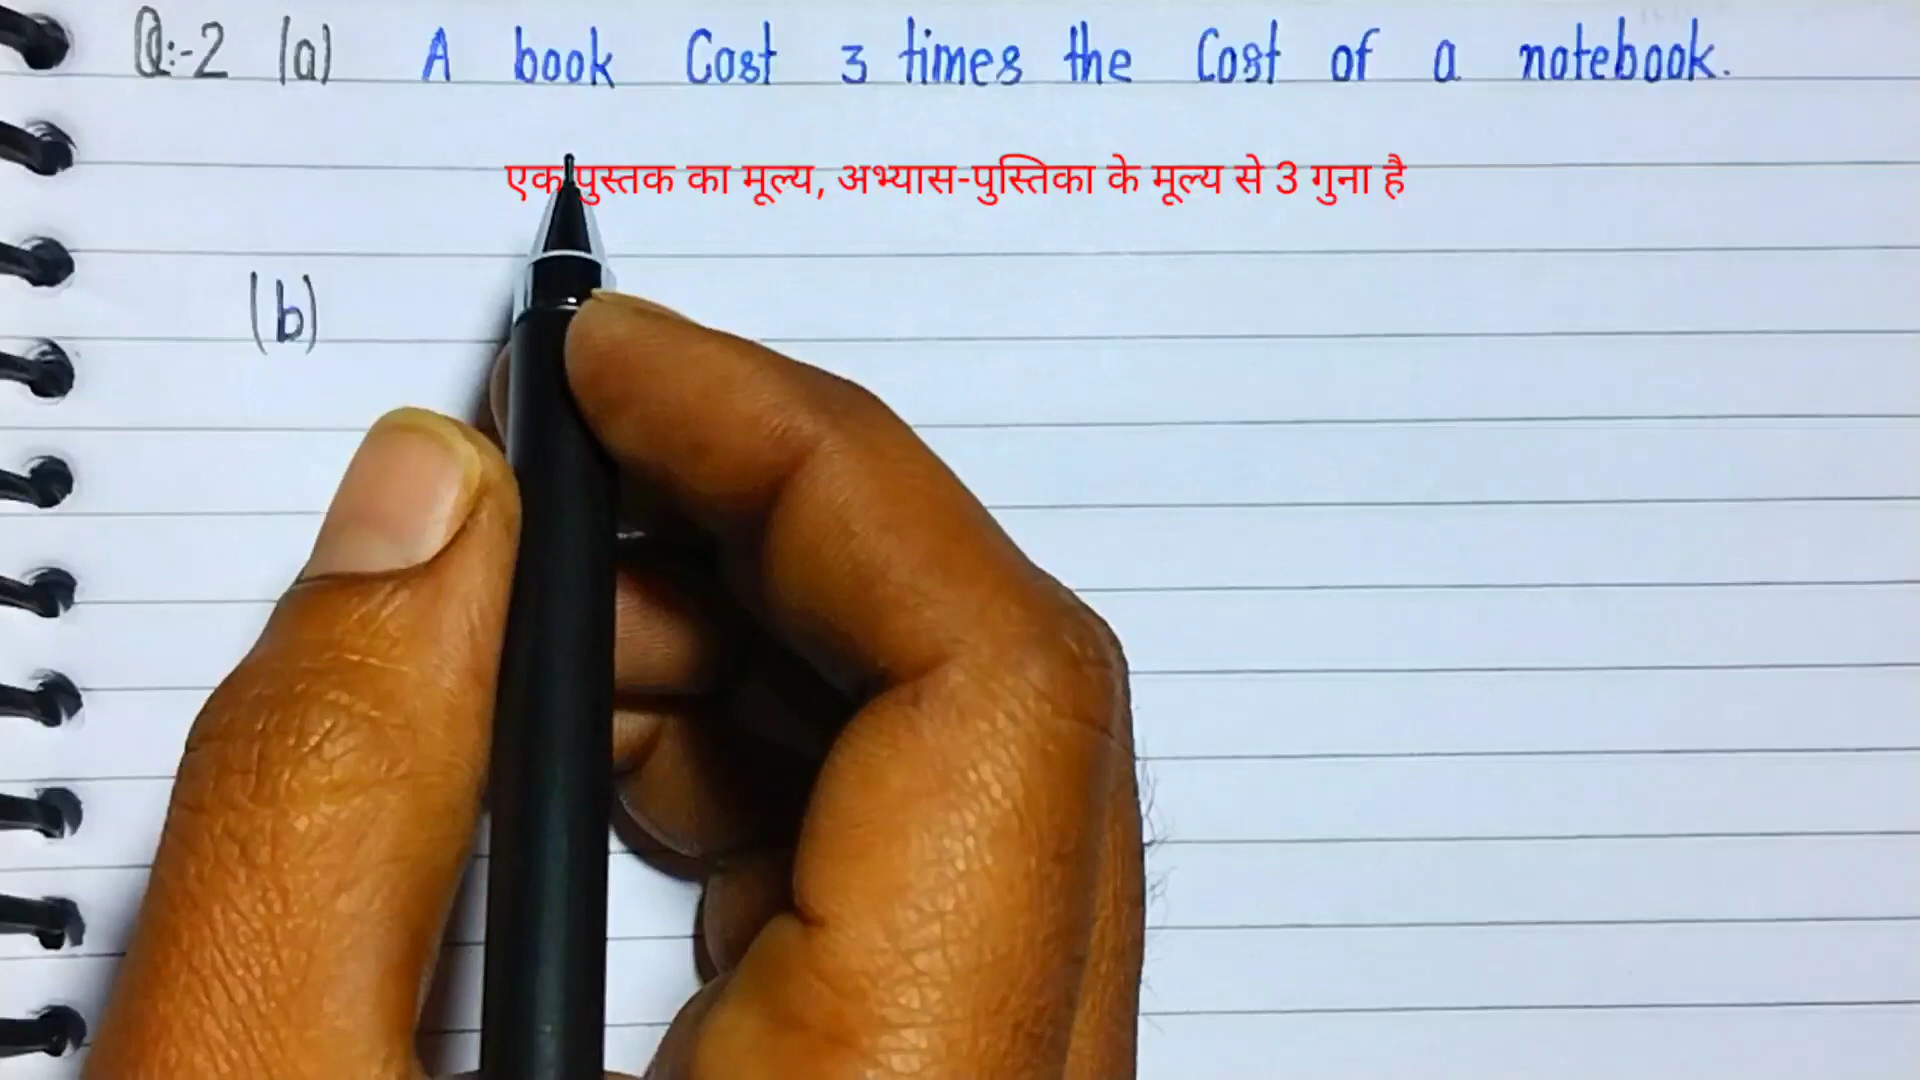 Q:-2 (a) A book Cost 3 times the Cost of a notebook.
एक पुस्तक का मूल्य, अभ्यास-पुस्तिका के मूल्य से 3 गुना है
(b)